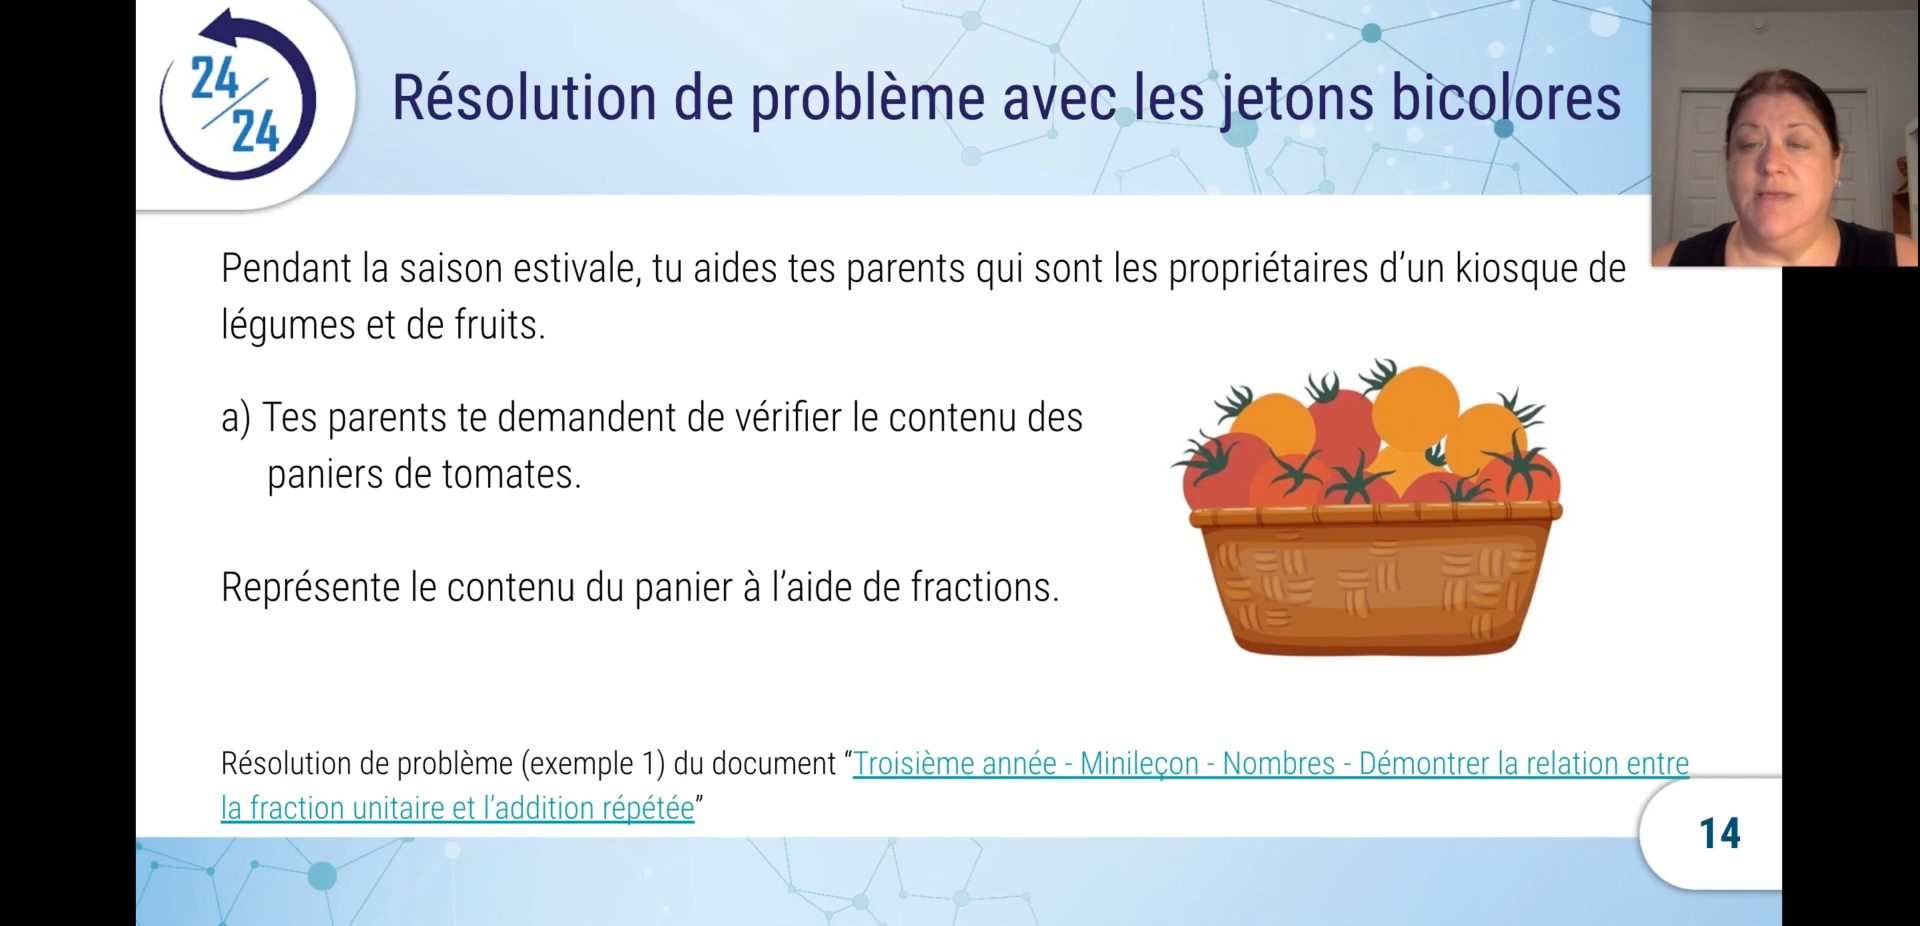 24
24
Résolution de problème avec les jetons bicolores
Pendant la saison estivale, tu aides tes parents qui sont les propriétaires d’un kiosque de
légumes et de fruits.
a) Tes parents te demandent de vérifier le contenu des
paniers de tomates.
Représente le contenu du panier à l’aide de fractions.
Résolution de problème (exemple 1) du document “Troisième année - Minileçon - Nombres - Démontrer la relation entre
la fraction unitaire et l’addition répétée”
14